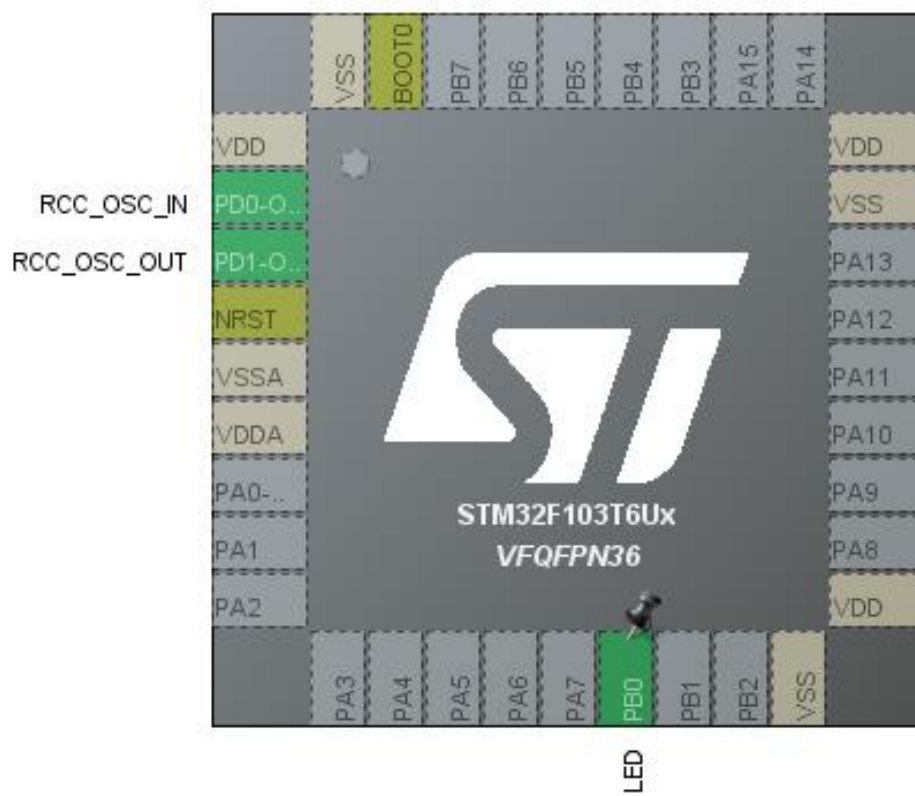 VSS
BOOT0
PB7
PB6
PB5
PB4
PB3
PA15
PA14
VDD
VDD
RCC_OSC_IN
PD0-O..
VSS
RCC_OSC_OUT
PD1-O..
PA13
NRST
PA12
VSSA
PA11
VDDA
PA10
PA0-..
PA9
PA1
PA8
PA2
VDD
ST
STM32F103T6Ux
VFQFPN36
PA3
PA4
PA5
PA6
PA7
PB0
PB1
PB2
VSS
LED